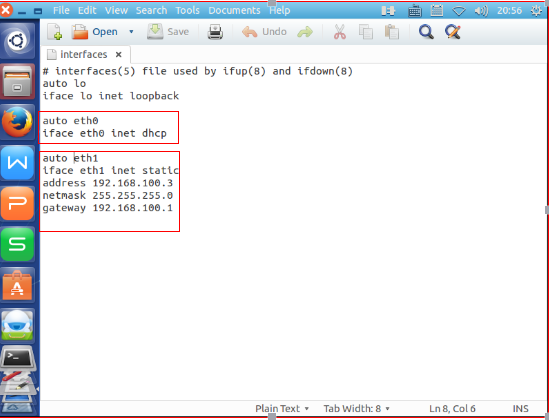 File Edit View Search Tools Documents Help 20:56
Open Save Undo
interfaces
# interfaces(5) file used by ifup(8) and ifdown(8)
auto lo
iface lo inet loopback
auto eth0
iface eth0 inet dhcp
auto eth1
iface eth1 inet static
address 192.168.100.3
netmask 255.255.255.0
gateway 192.168.100.1
Plain Text Tab Width: 8 Ln 8, Col 6 INS